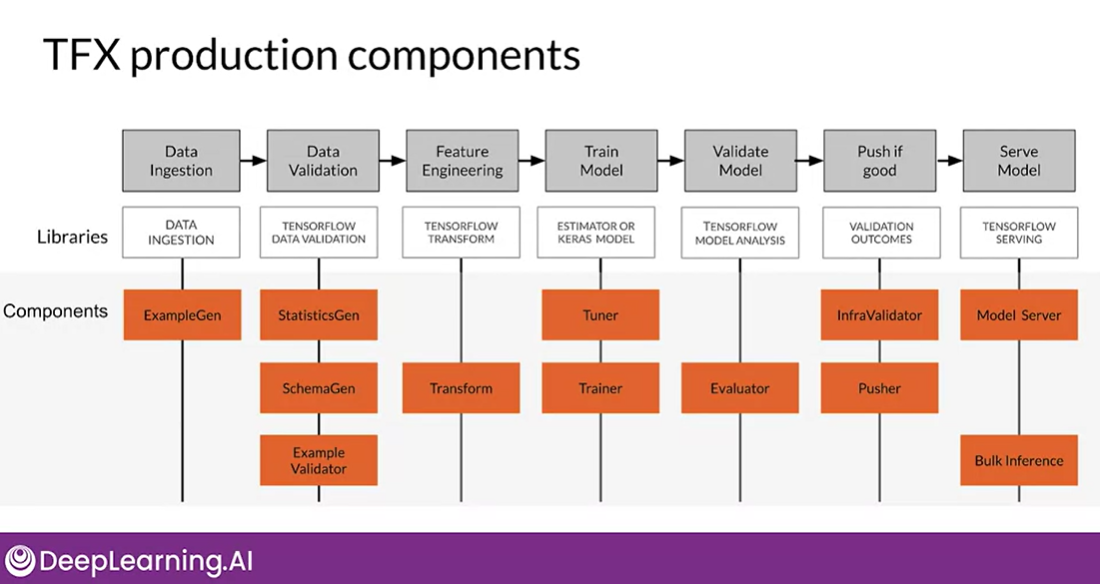 TFX production components
Data
Ingestion
Data
Validation
Feature
Engineering
Train
Model
Validate
Model
Push if
good
Serve
Model
Libraries
DATA
INGESTION
TENSORFLOW
DATA VALIDATION
TENSORFLOW
TRANSFORM
ESTIMATOR OR
KERAS MODEL
TENSORFLOW
MODEL ANALYSIS
VALIDATION
OUTCOMES
TENSORFLOW
SERVING
Components
ExampleGen
StatisticsGen
Tuner
InfraValidator
Model Server
SchemaGen
Transform
Trainer
Evaluator
Pusher
Example
Validator
Bulk Inference
DeepLearning.AI